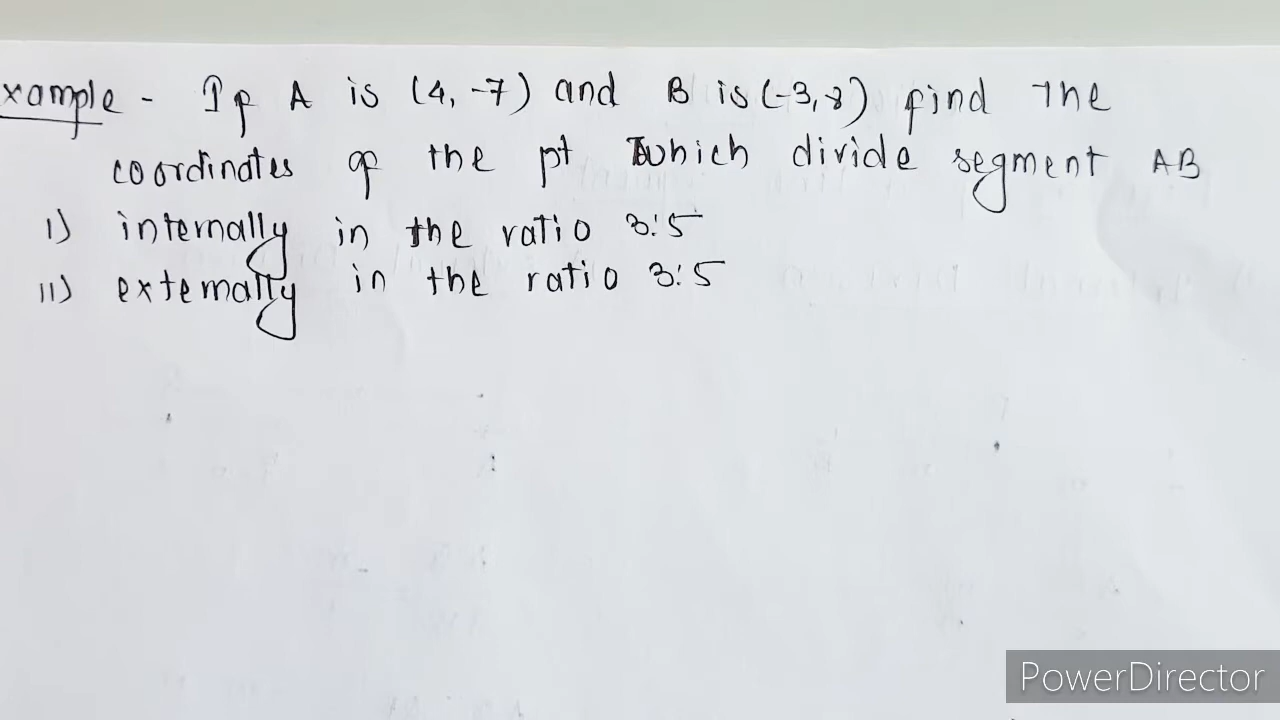 xample - If A is (4, -7) and B is (-3, 8) find the
coordinates of the pt which divide segment AB
i) internally in the ratio 3:5
ii) externally in the ratio 3:5
PowerDirector